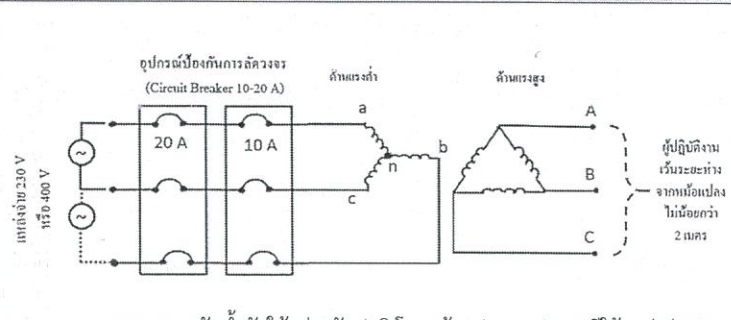 อุปกรณ์ป้องกันการลัดวงจร
(Circuit Breaker 10-20 A)
ด้านแรงต่ำ
ด้านแรงสูง
20 A
10 A
a
b
n
c
A
B
C
แหล่งจ่าย 230 V
หรือ 400 V
ผู้ปฏิบัติงาน
เว้นระยะห่าง
จากหม้อแปลง
ไม่น้อยกว่า
2 เมตร